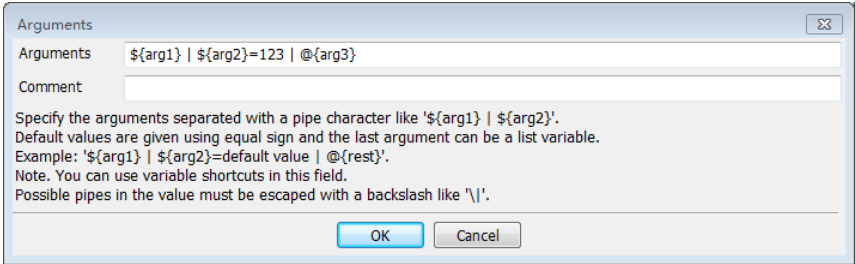 Arguments
Arguments ${arg1} | ${arg2}=123 | @{arg3}
Comment
Specify the arguments separated with a pipe character like '${arg1} | ${arg2}'.
Default values are given using equal sign and the last argument can be a list variable.
Example: '${arg1} | ${arg2}=default value | @{rest}'.
Note. You can use variable shortcuts in this field.
Possible pipes in the value must be escaped with a backslash like '\|'.
OK Cancel